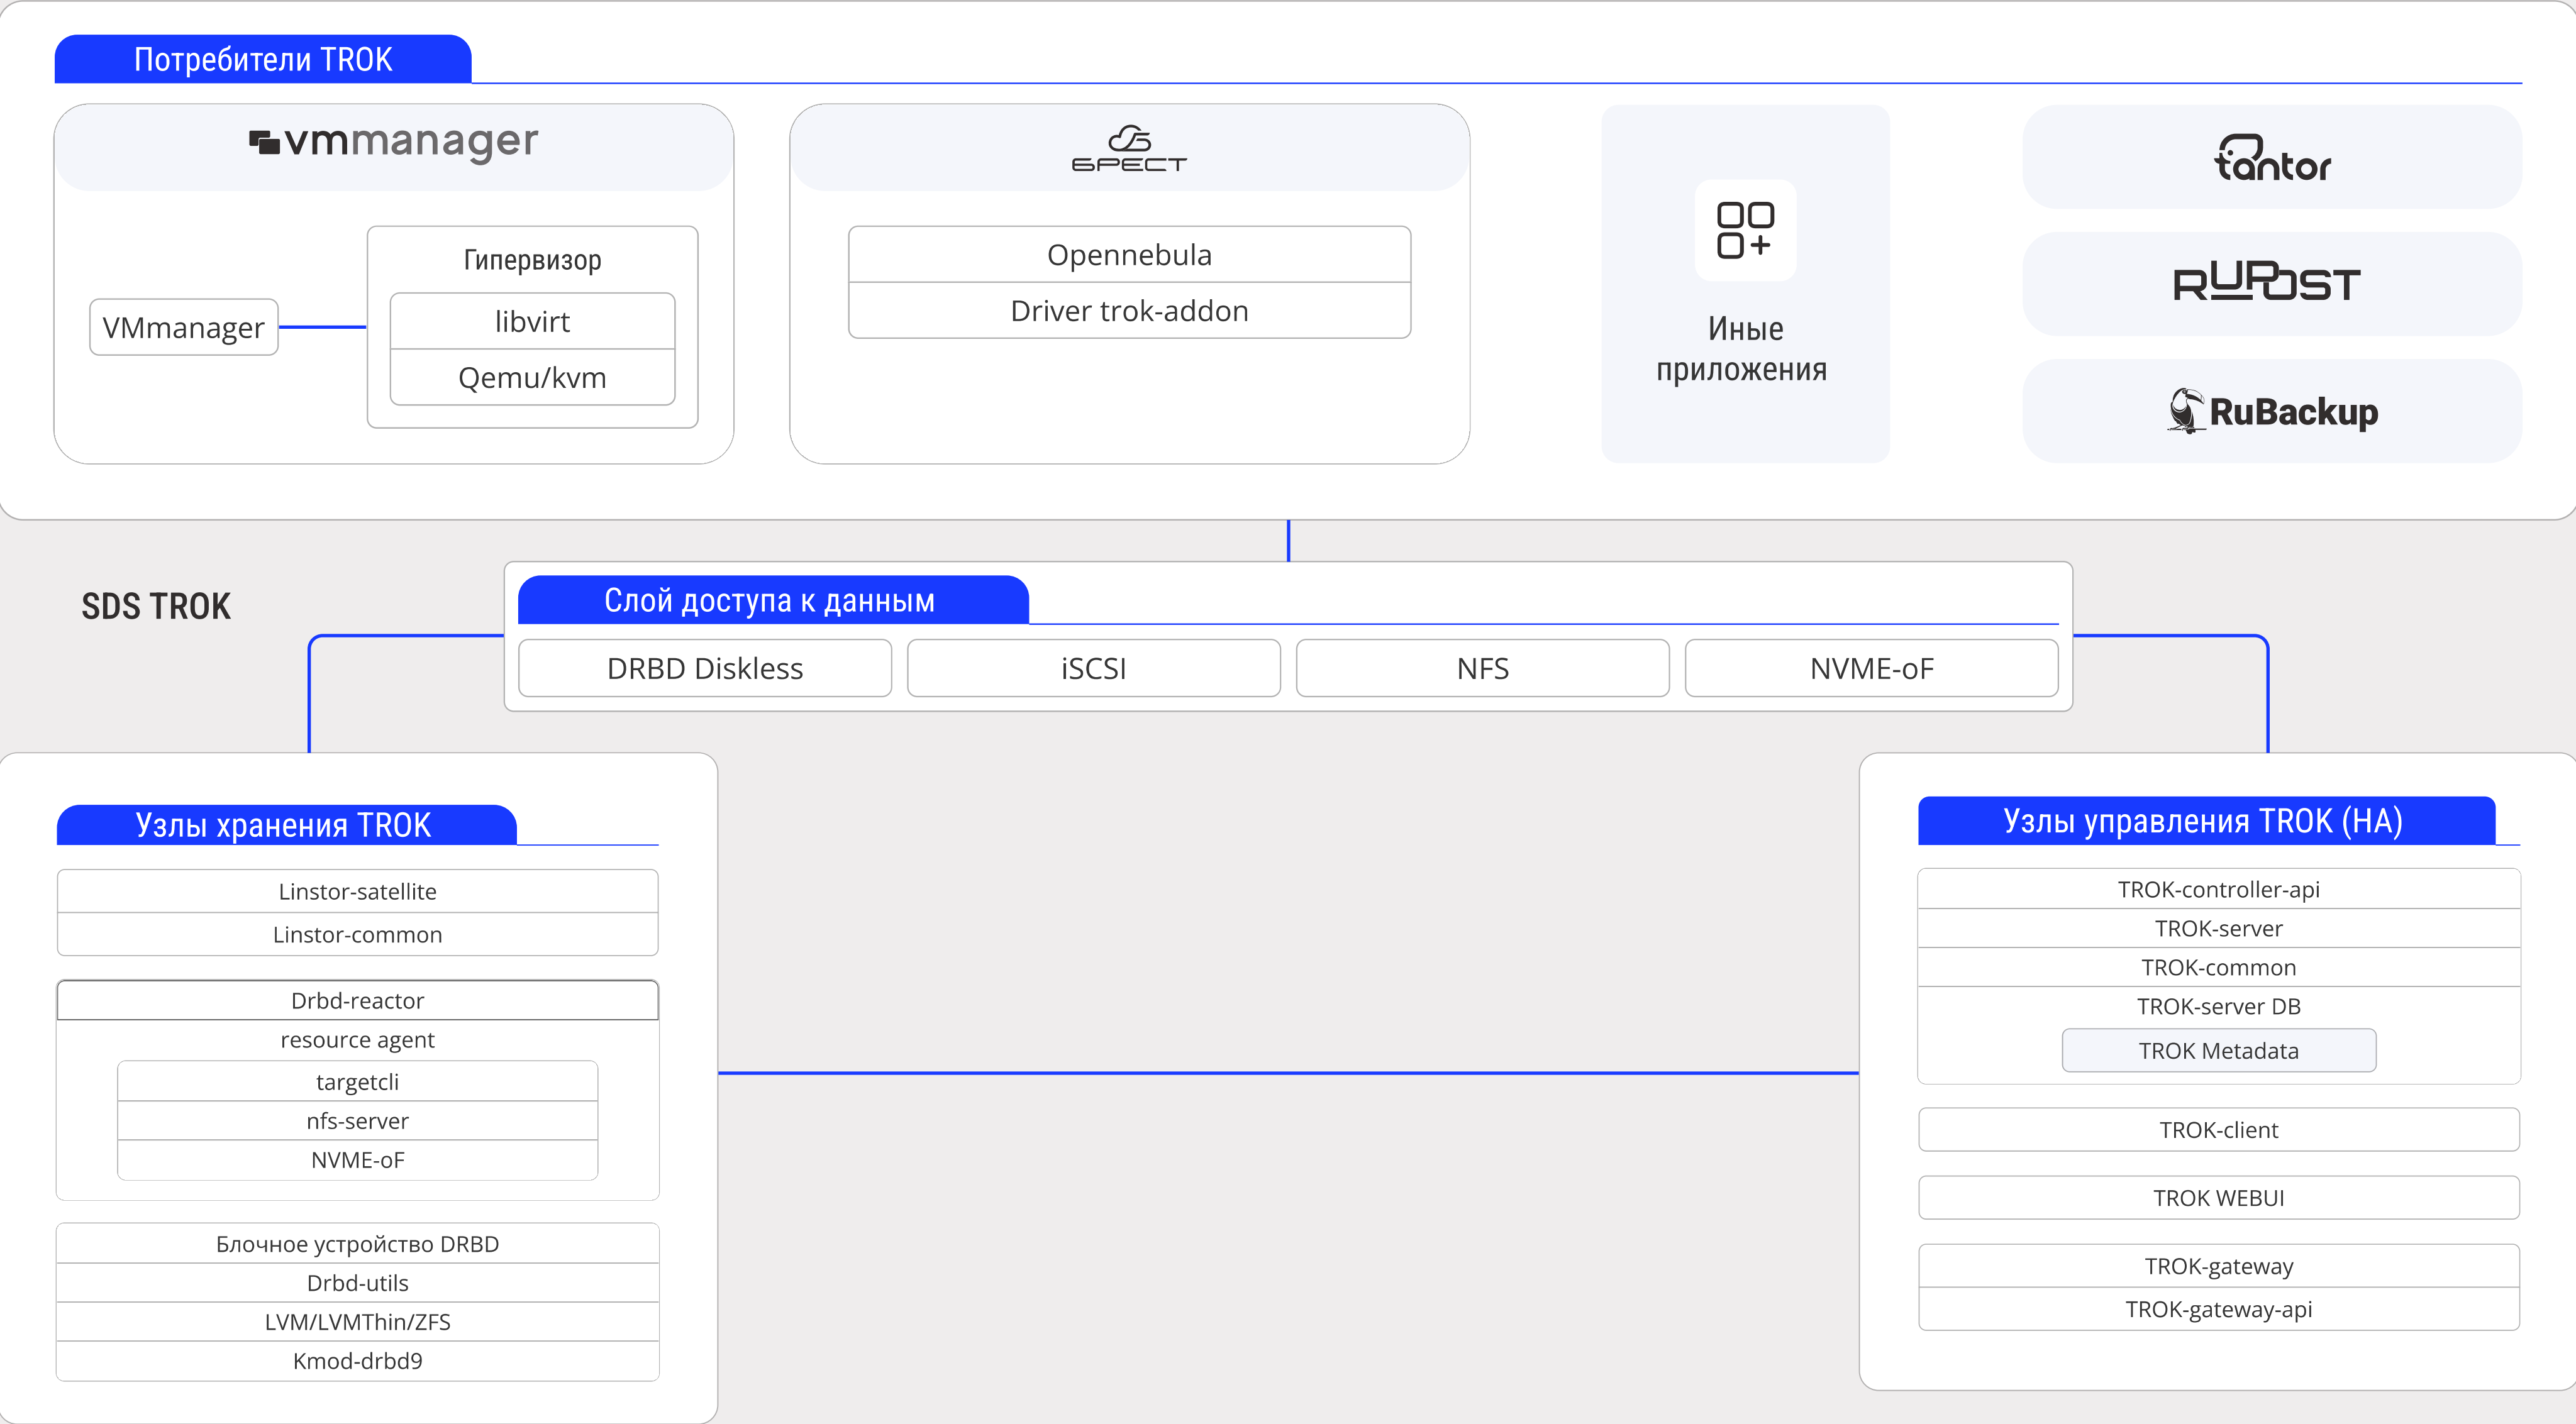 Потребители TROK
vmmanager
VMmanager
Гипервизор
libvirt
Qemu/kvm
БРЕСТ
Opennebula
Driver trok-addon
Иные
приложения
tantor
RUPOST
RuBackup
SDS TROK
Слой доступа к данным
DRBD Diskless
iSCSI
NFS
NVME-oF
Узлы хранения TROK
Linstor-satellite
Linstor-common
Drbd-reactor
resource agent
targetcli
nfs-server
NVME-oF
Блочное устройство DRBD
Drbd-utils
LVM/LVMThin/ZFS
Kmod-drbd9
Узлы управления TROK (HA)
TROK-controller-api
TROK-server
TROK-common
TROK-server DB
TROK Metadata
TROK-client
TROK WEBUI
TROK-gateway
TROK-gateway-api